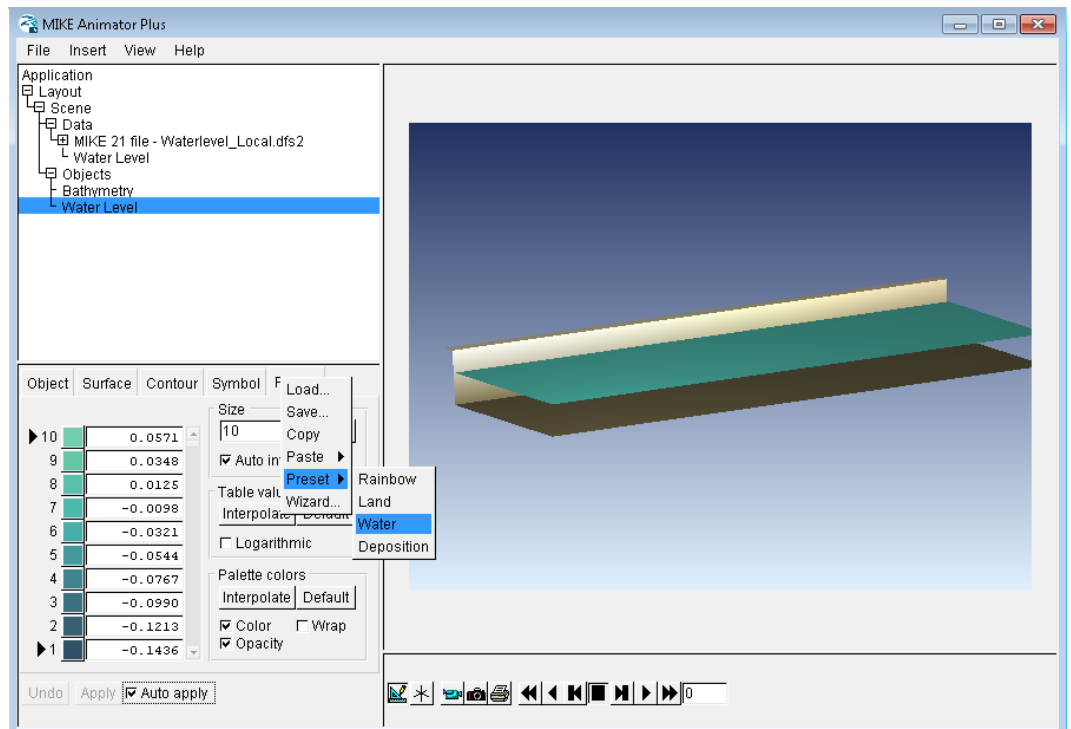 MIKE Animator Plus
File Insert View Help
Application
Layout
Scene
Data
MIKE 21 file - Waterlevel_Local.dfs2
Water Level
Objects
Bathymetry
Water Level
Object Surface Contour Symbol
Load...
Save...
Copy
Paste
Preset
Wizard...
Rainbow
Land
Water
Deposition
Size
10
Auto
Table
Logarithmic
Palette colors
Interpolate Default
Color Wrap
Opacity
10 0.0571
9 0.0348
8 0.0125
7 -0.0098
6 -0.0321
5 -0.0544
4 -0.0767
3 -0.0990
2 -0.1213
1 -0.1436
Undo Apply Auto apply
0